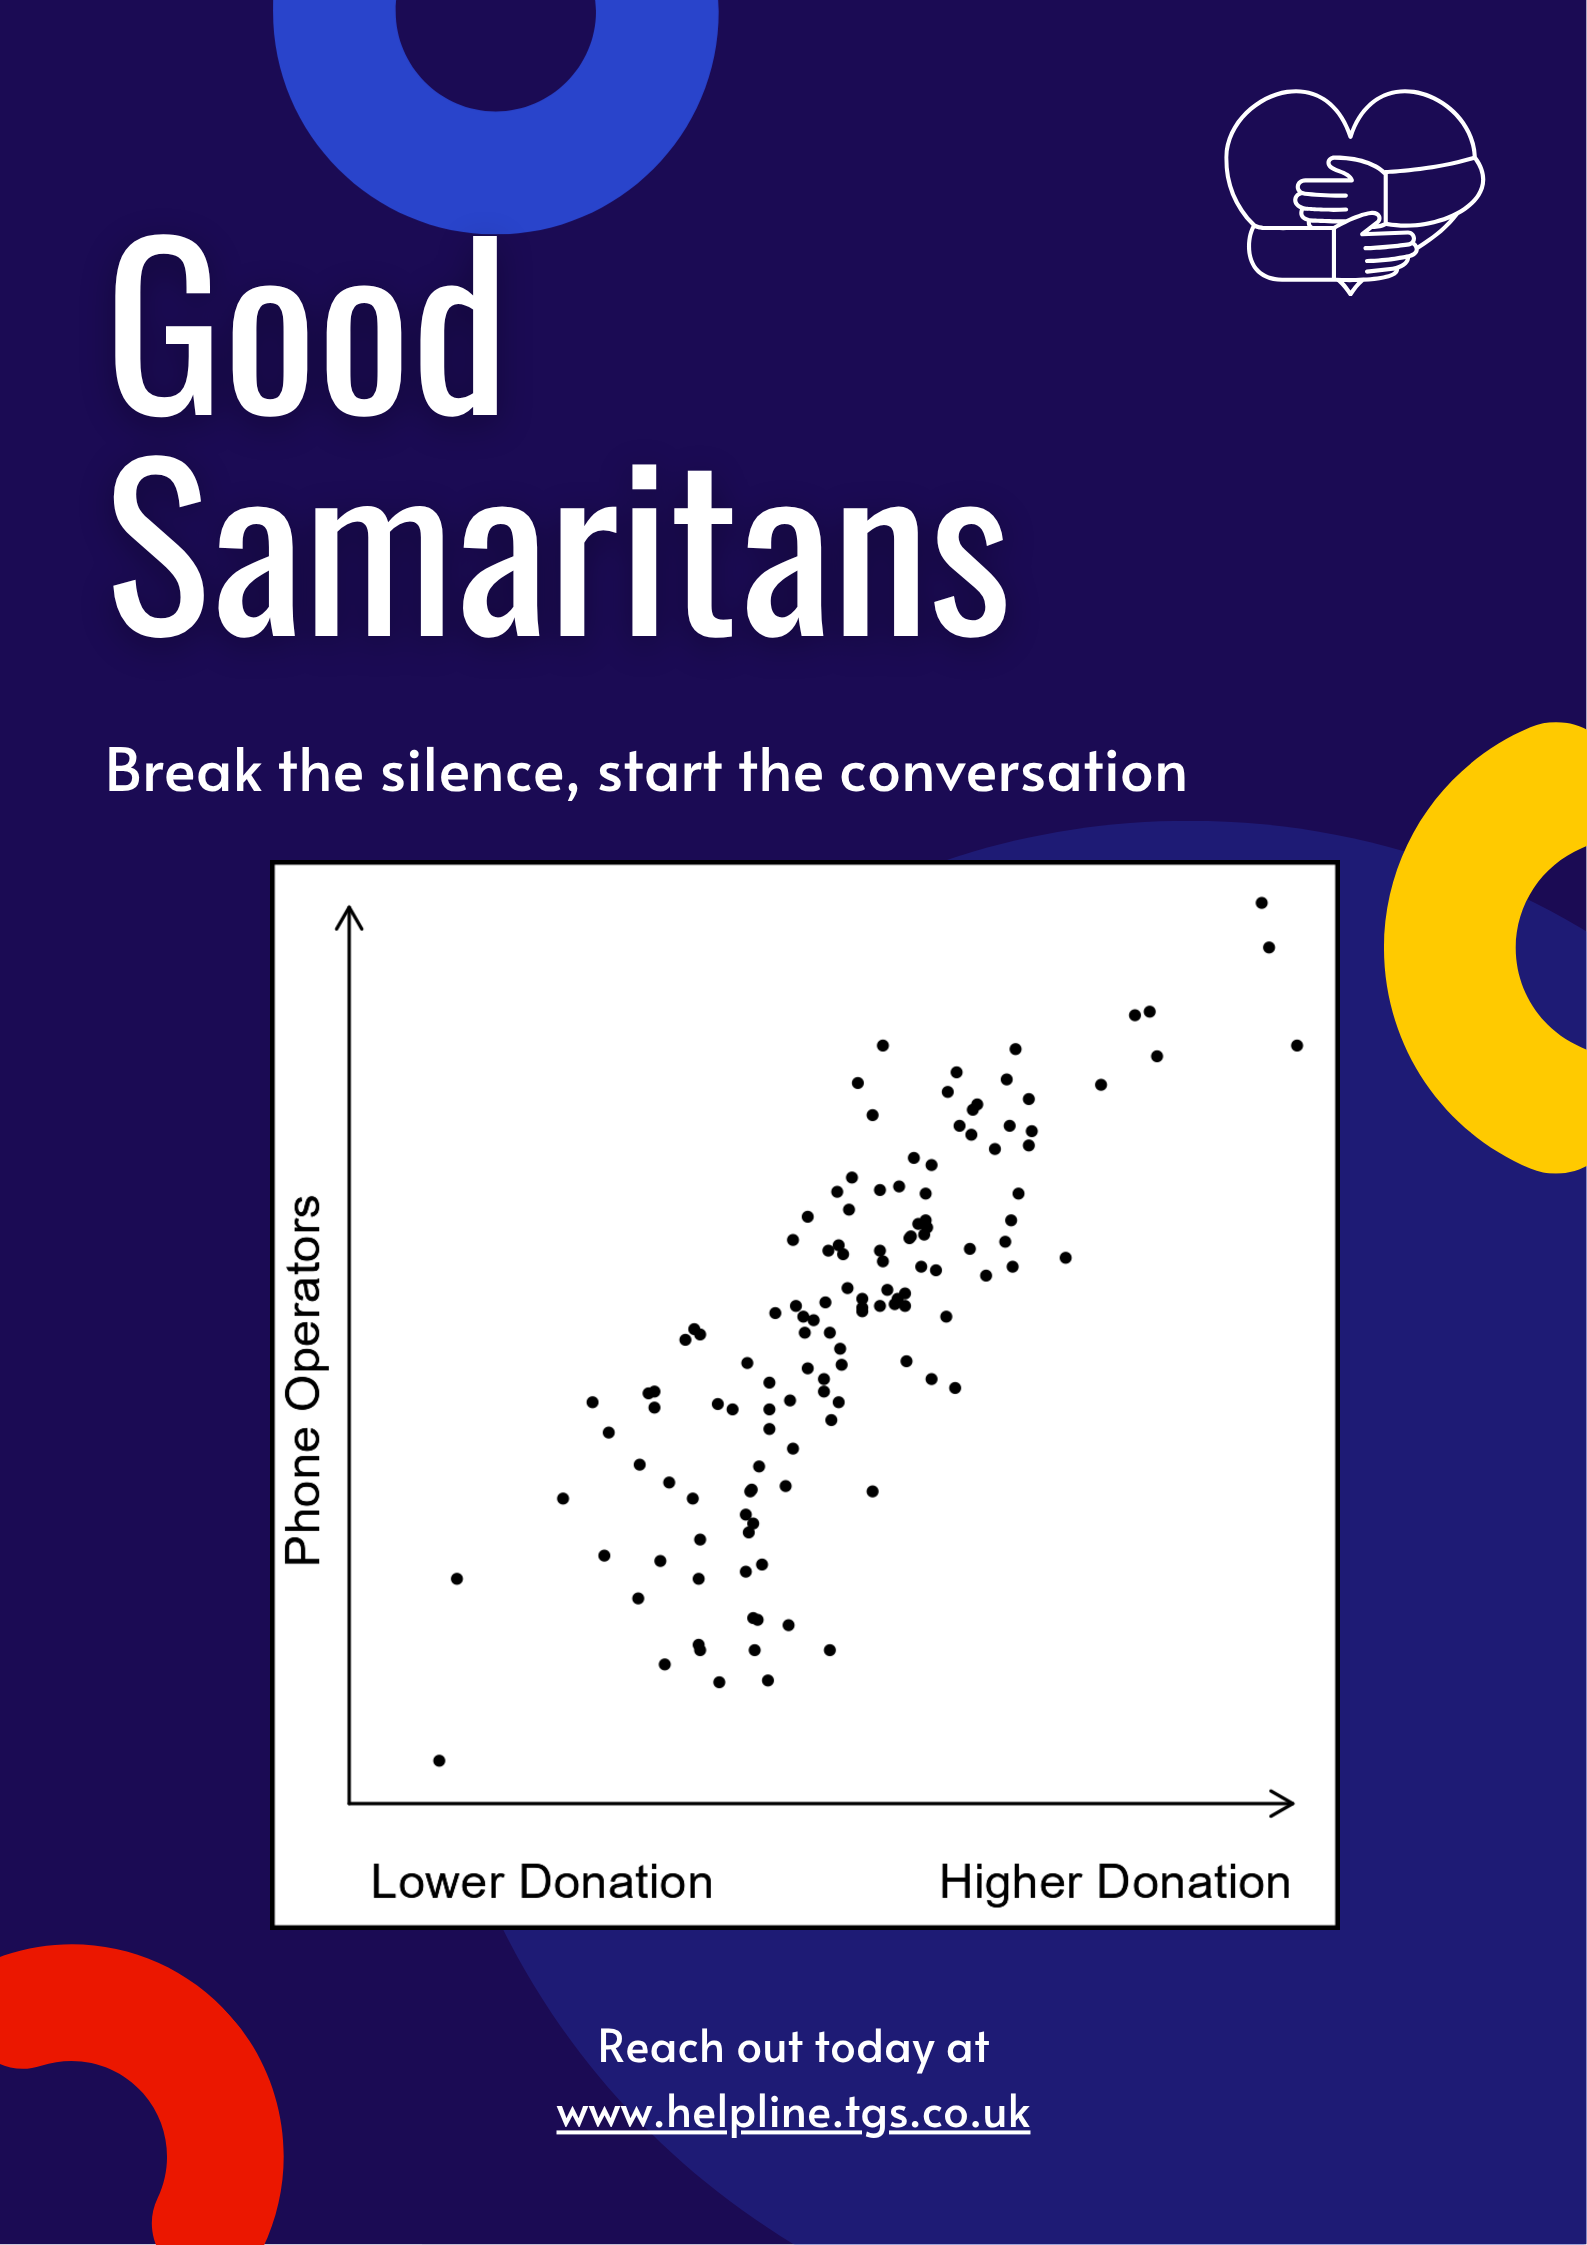 Good
Samaritans
Break the silence, start the conversation
Phone Operators
Lower Donation
Higher Donation
Reach out today at
www.helpline.tgs.co.uk